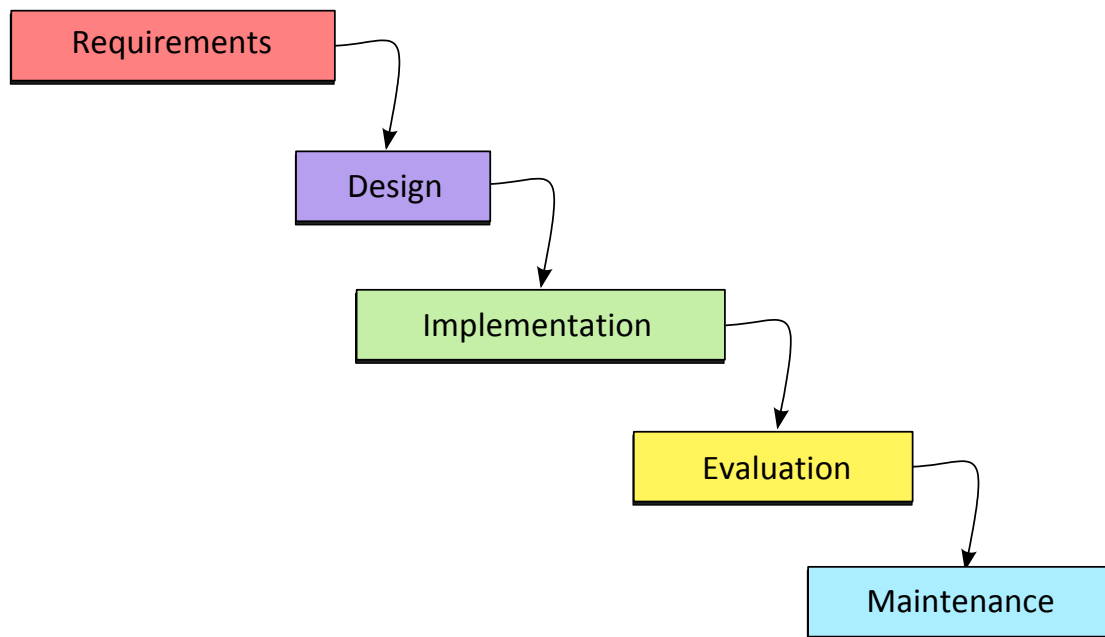 Requirements
Design
Implementation
Evaluation
Maintenance